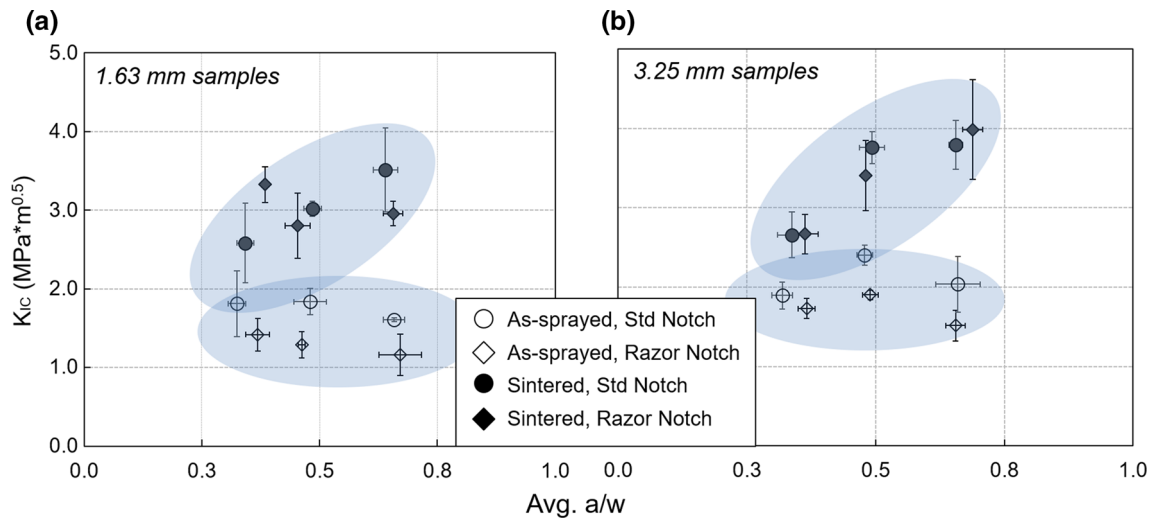 (a)
(b)
5.0
4.0
3.0
2.0
1.0
0.0
K_IC (MPa*m^0.5)
1.63 mm samples
3.25 mm samples
As-sprayed, Std Notch
As-sprayed, Razor Notch
Sintered, Std Notch
Sintered, Razor Notch
0.0 0.3 0.5 0.8 1.0
0.0 0.3 0.5 0.8 1.0
Avg. a/w